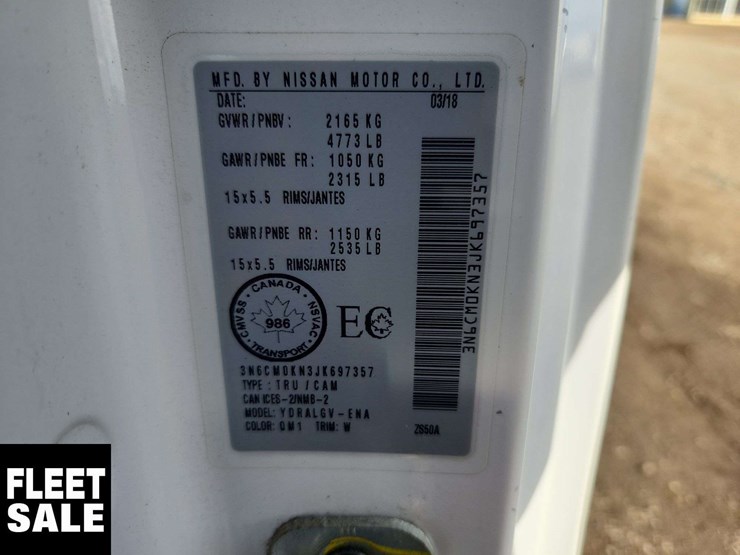 MFD. BY NISSAN MOTOR CO., LTD.
DATE: 03/18
GVWR/PNBV: 2165 KG
4773 LB
GAWR/PNBE FR: 1050 KG
2315 LB
15x5.5 RIMS/JANTES
GAWR/PNBE RR: 1150 KG
2535 LB
15x5.5 RIMS/JANTES
CANADA
CMVSS NSVAC
986
TRANSPORT
EC
3N6CM0KN3JK697357
TYPE: TRU/CAM
CAN ICES-2/NMB-2
MODEL: YDRALGV-ENA
COLOR: QM1 TRIM: W Z850A
3N6CM0KN3JK697357
FLEET
SALE